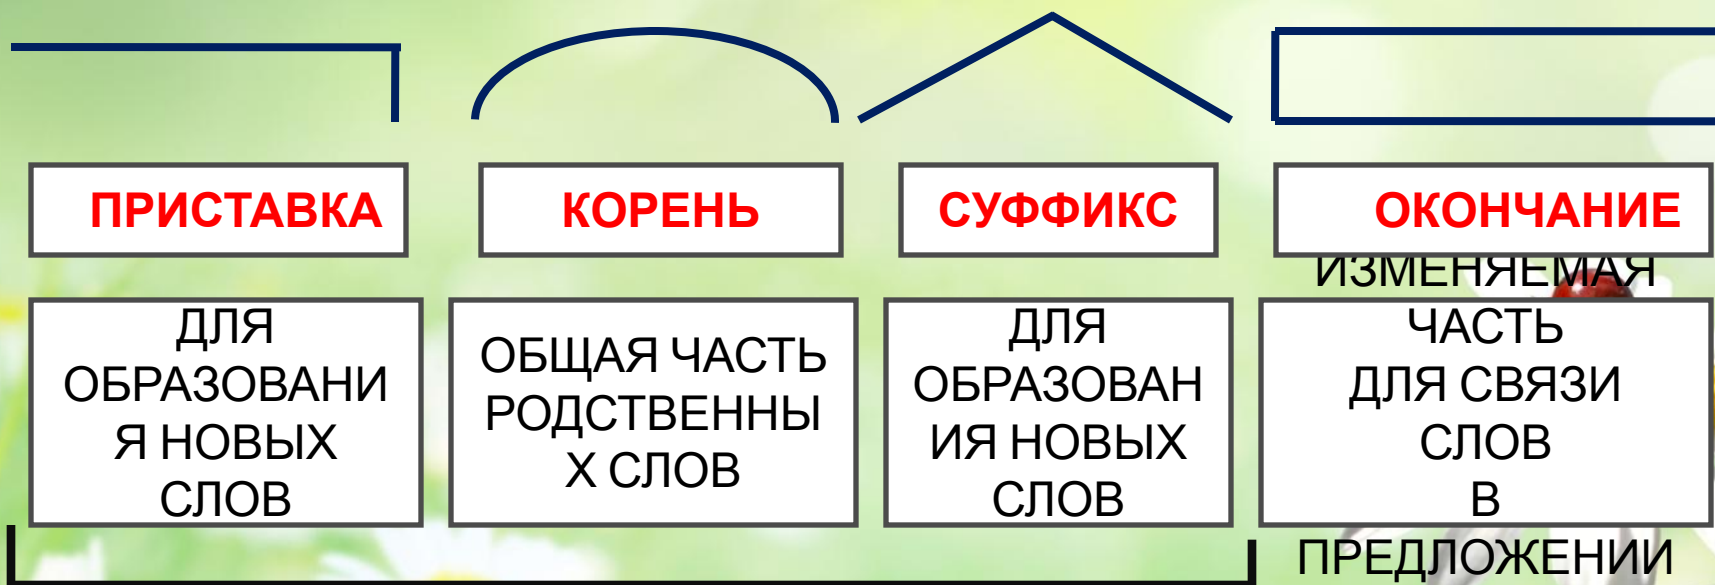 ПРИСТАВКА
КОРЕНЬ
СУФФИКС
ОКОНЧАНИЕ
ДЛЯ
ОБРАЗОВАНИ
Я НОВЫХ
СЛОВ
ОБЩАЯ ЧАСТЬ
РОДСТВЕННЫ
Х СЛОВ
ДЛЯ
ОБРАЗОВАН
ИЯ НОВЫХ
СЛОВ
ИЗМЕНЯЕМАЯ
ЧАСТЬ
ДЛЯ СВЯЗИ
СЛОВ
В
ПРЕДЛОЖЕНИИ